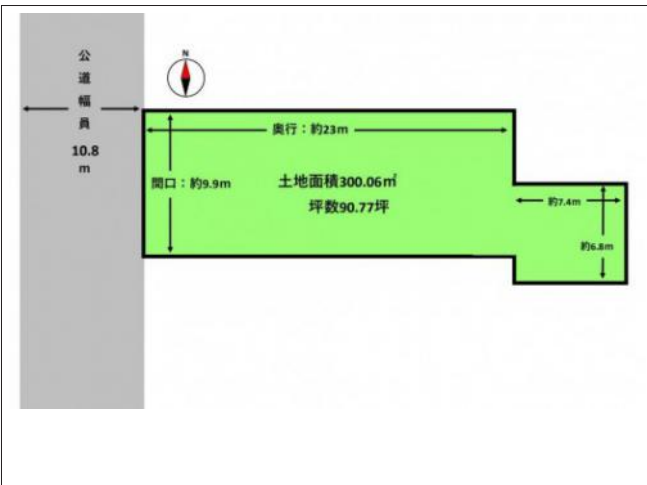 公
道
幅
員
10.8
m
N
奥行：約23m
間口：約9.9m
土地面積300.06㎡
坪数90.77坪
約7.4m
約6.8m